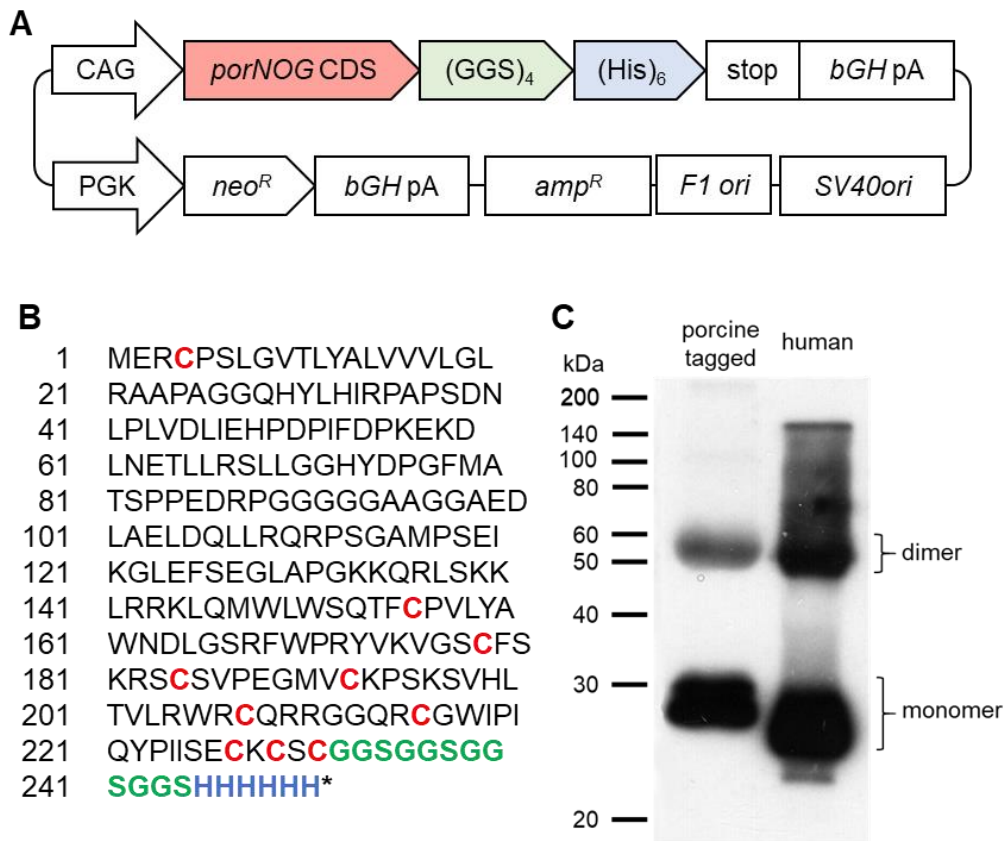 A
CAG porNOG CDS (GGS)4 (His)6 stop bGH pA
PGK neoR bGH pA ampR F1 ori SV40ori
B
1 MERCPSLGVTLYALVVVLGL
21 RAAPAGGQHYLHIRPAPSDN
41 LPLVDLIEHPDPIFDPKEKD
61 LNETLLRSLLGGHYDPGFMA
81 TSPPEDRPGGGGGAAGGAED
101 LAELDQLLRQRPSGAMPSEI
121 KGLEFSEGLAPGKKQRLSKK
141 LRRKLQMWLWSQTFCPVLYA
161 WNDLGSRFWPRYVKVGSCFS
181 KRSCSVPEGMVCKPSKSVHL
201 TVLRWRCQRRGGQRCGWIPI
221 QYPIISECKCSCGGSGGSGG
241 SGGSHHHHHH*
C
porcine
tagged
human
kDa
200
140
100
80
60
50
40
30
20
dimer
monomer